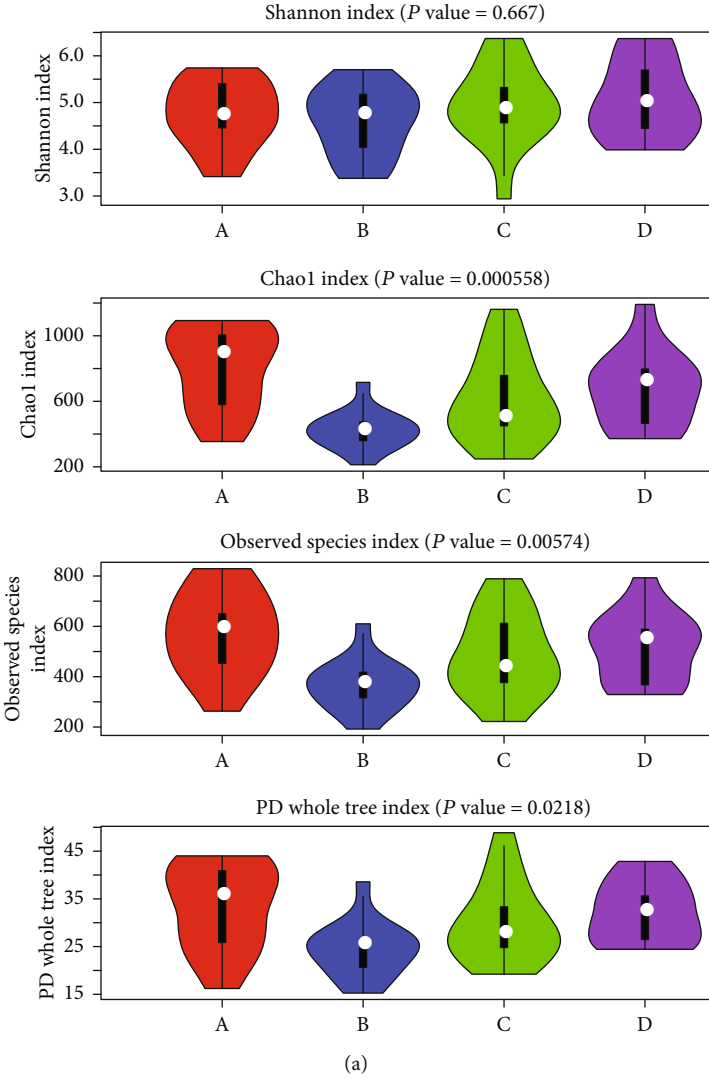 Shannon index (P value = 0.667)
Shannon index
6.0
5.0
4.0
3.0
A B C D
Chao1 index (P value = 0.000558)
Chao1 index
1000
600
200
A B C D
Observed species index (P value = 0.00574)
Observed species
index
800
600
400
200
A B C D
PD whole tree index (P value = 0.0218)
PD whole tree index
45
35
25
15
A B C D
(a)